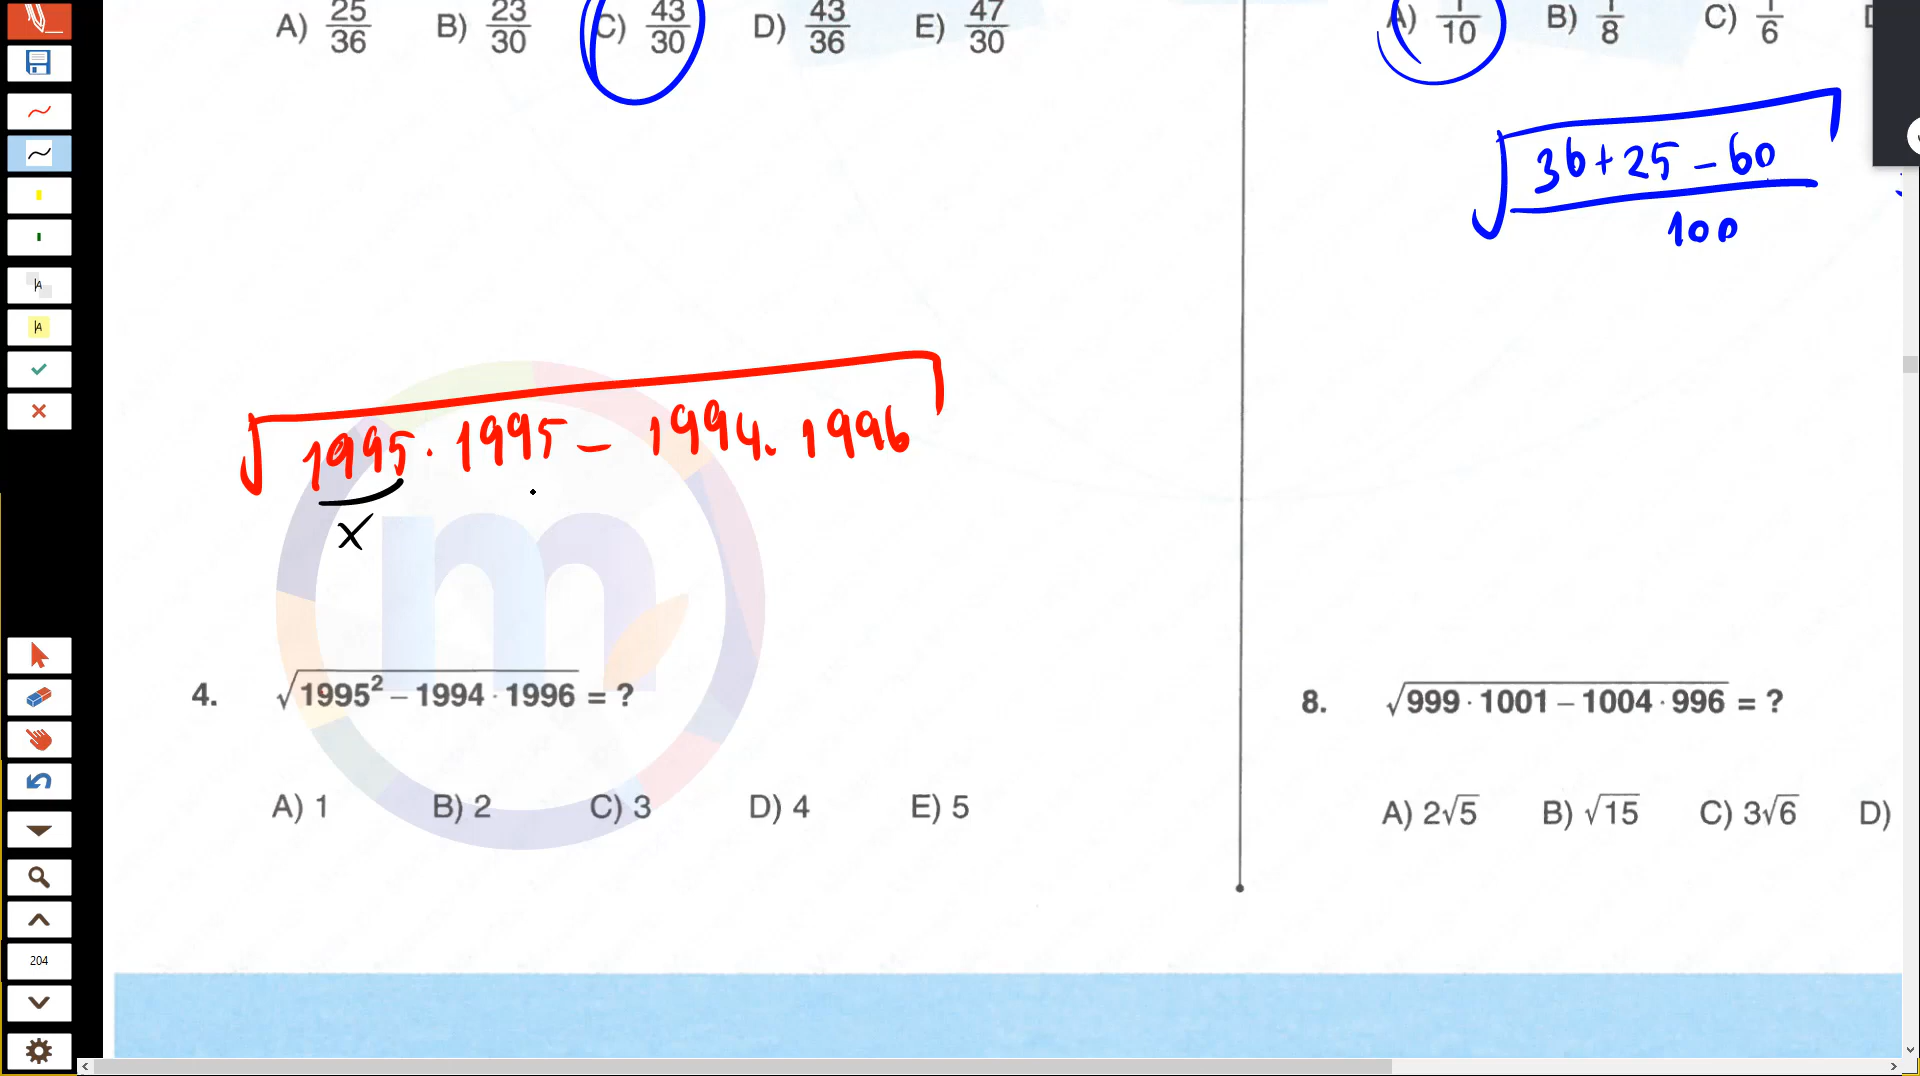 A) 25/36 B) 23/30 C) 43/30 D) 43/36 E) 47/30
√(1995 · 1995 − 1994 . 1996)
x
4. √(1995² − 1994 · 1996) = ?
A) 1 B) 2 C) 3 D) 4 E) 5
A) 1/10 B) 1/8 C) 1/6
√((36 + 25 − 60)/100)
8. √(999 · 1001 − 1004 · 996) = ?
A) 2√5 B) √15 C) 3√6 D)
204
m